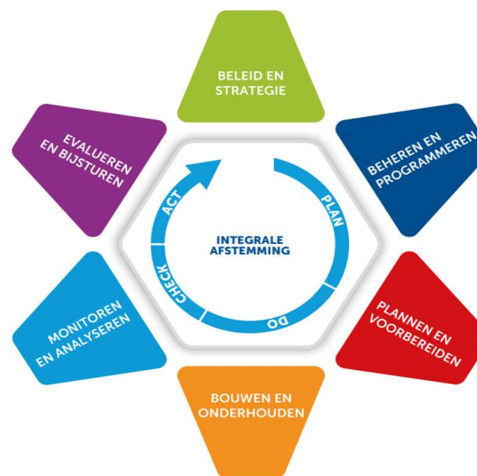 BELEID EN
STRATEGIE
BEHEREN EN
PROGRAMMEREN
PLANNEN EN
VOORBEREIDEN
BOUWEN EN
ONDERHOUDEN
MONITOREN
EN ANALYSEREN
EVALUEREN
EN BIJSTUREN
PLAN
DO
CHECK
ACT
INTEGRALE
AFSTEMMING